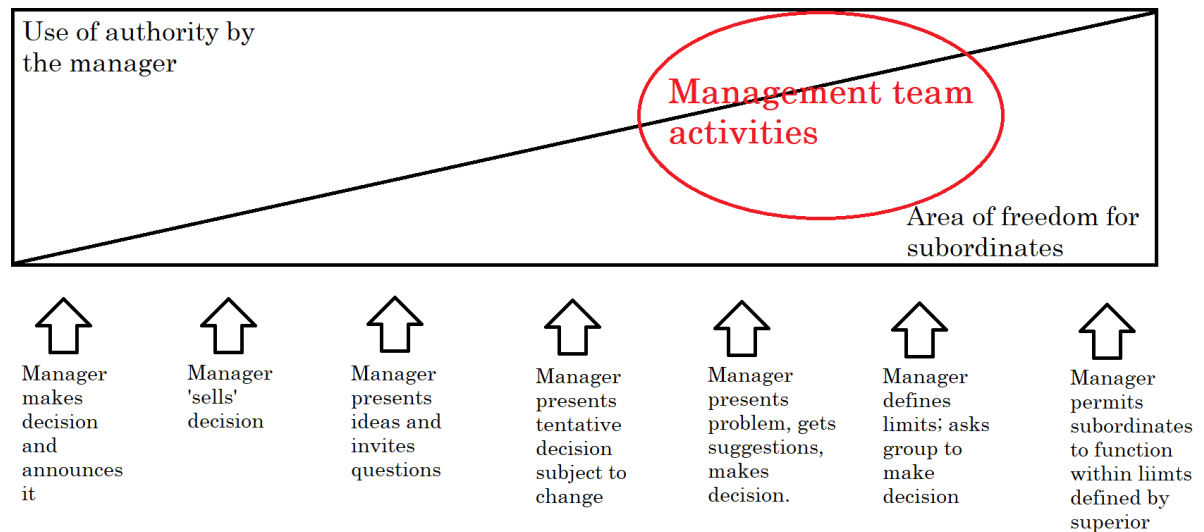 Use of authority by
the manager
Management team
activities
Area of freedom for
subordinates
Manager
makes
decision
and
announces
it
Manager
'sells'
decision
Manager
presents
ideas and
invites
questions
Manager
presents
tentative
decision
subject to
change
Manager
presents
problem, gets
suggestions,
makes
decision.
Manager
defines
limits; asks
group to
make
decision
Manager
permits
subordinates
to function
within liimts
defined by
superior